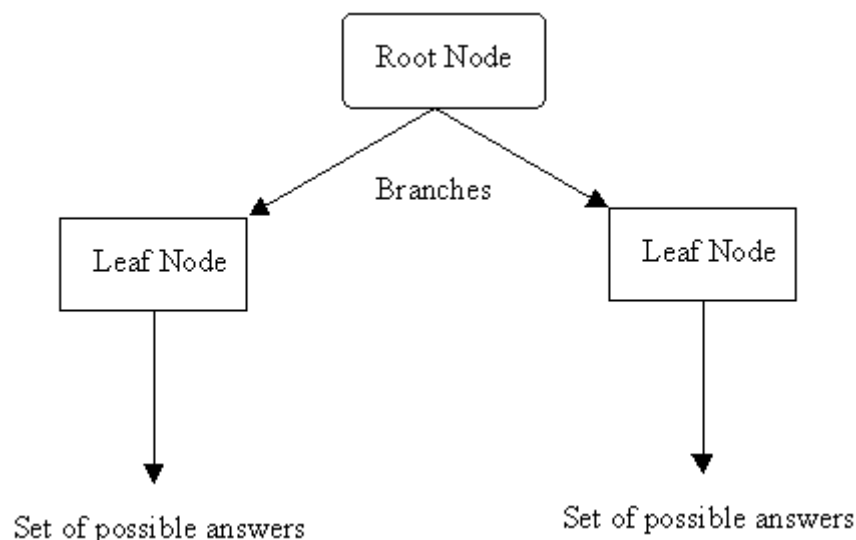 Root Node
Branches
Leaf Node
Leaf Node
Set of possible answers
Set of possible answers